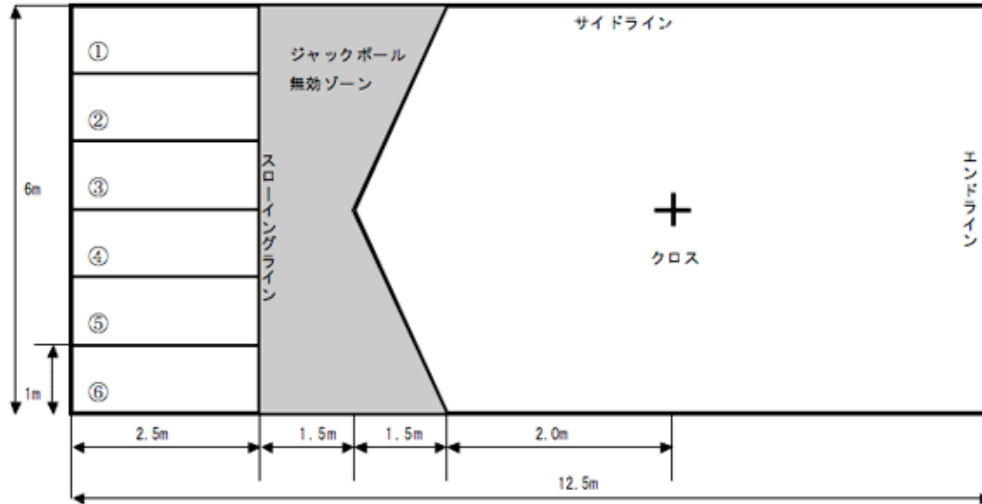 サイドライン
①
ジャックボール
無効ゾーン
②
③
6m
スローイングライン
エンドライン
④
クロス
⑤
⑥
1m
2.5m
1.5m
1.5m
2.0m
12.5m